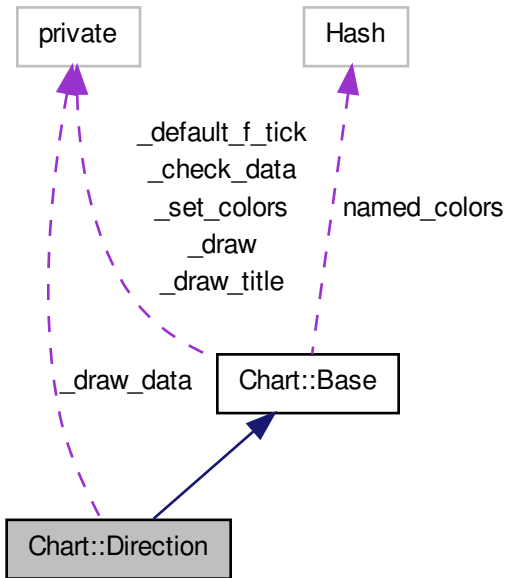 private
Hash
_default_f_tick
_check_data
_set_colors
_draw
_draw_title
named_colors
_draw_data
Chart::Base
Chart::Direction